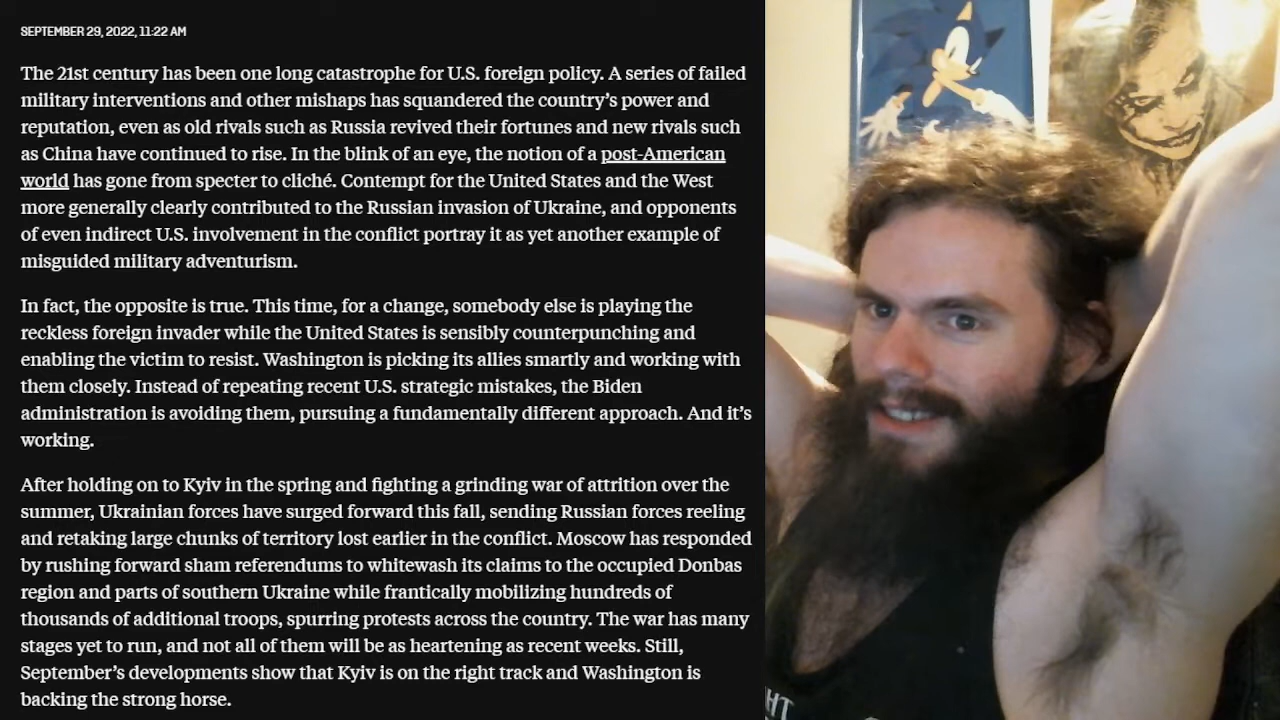 SEPTEMBER 29, 2022, 11:22 AM
The 21st century has been one long catastrophe for U.S. foreign policy. A series of failed
military interventions and other mishaps has squandered the country’s power and
reputation, even as old rivals such as Russia revived their fortunes and new rivals such
as China have continued to rise. In the blink of an eye, the notion of a post-American
world has gone from specter to cliché. Contempt for the United States and the West
more generally clearly contributed to the Russian invasion of Ukraine, and opponents
of even indirect U.S. involvement in the conflict portray it as yet another example of
misguided military adventurism.
In fact, the opposite is true. This time, for a change, somebody else is playing the
reckless foreign invader while the United States is sensibly counterpunching and
enabling the victim to resist. Washington is picking its allies smartly and working with
them closely. Instead of repeating recent U.S. strategic mistakes, the Biden
administration is avoiding them, pursuing a fundamentally different approach. And it’s
working.
After holding on to Kyiv in the spring and fighting a grinding war of attrition over the
summer, Ukrainian forces have surged forward this fall, sending Russian forces reeling
and retaking large chunks of territory lost earlier in the conflict. Moscow has responded
by rushing forward sham referendums to whitewash its claims to the occupied Donbas
region and parts of southern Ukraine while frantically mobilizing hundreds of
thousands of additional troops, spurring protests across the country. The war has many
stages yet to run, and not all of them will be as heartening as recent weeks. Still,
September’s developments show that Kyiv is on the right track and Washington is
backing the strong horse.